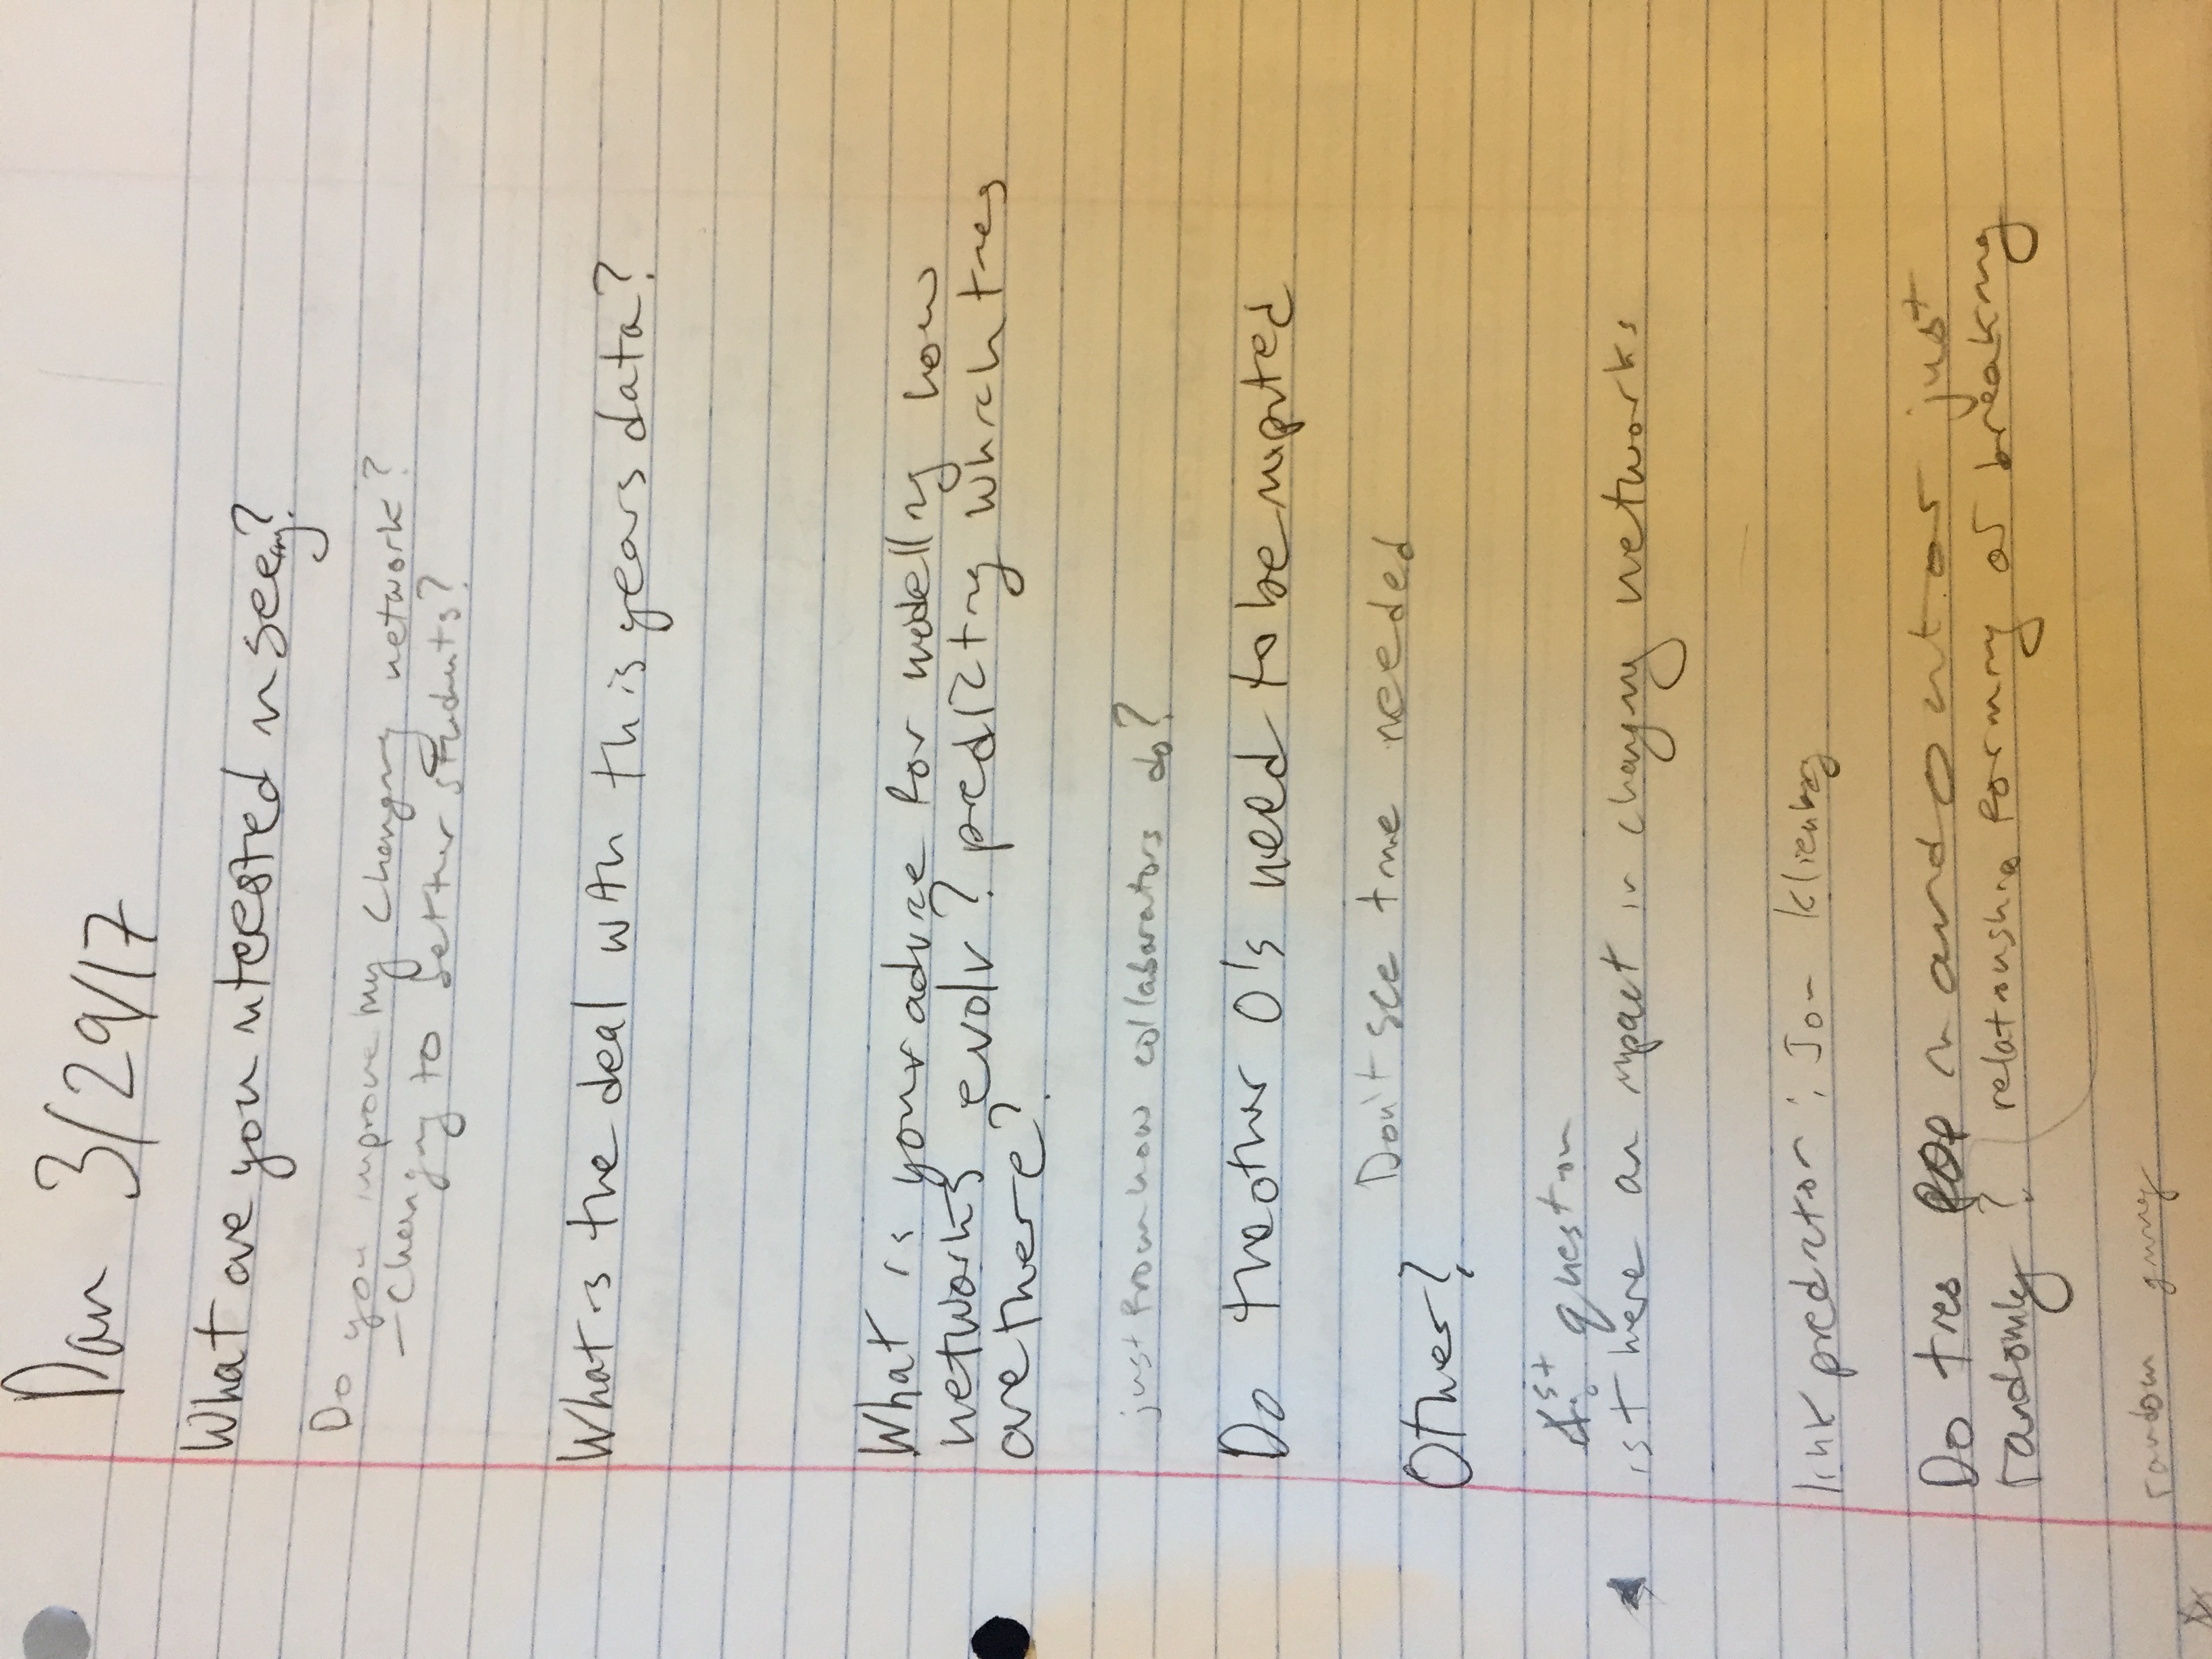 Dan 3/29/17
What are you interested in seeing?
Do you improve by changing network?
- Changing to better students?
What is the deal with this years data?
What is your advice for modelling how
networks evolv? predicting which ties
are there?
just from how collaborators do?
Do the other 0's need to be imputed
Don't see time needed
Other?
1st question
is there an impact in changing networks
link prediction: Jon Klienberg
Do ties pop in and out or just
randomly? relationship forming or breaking
random